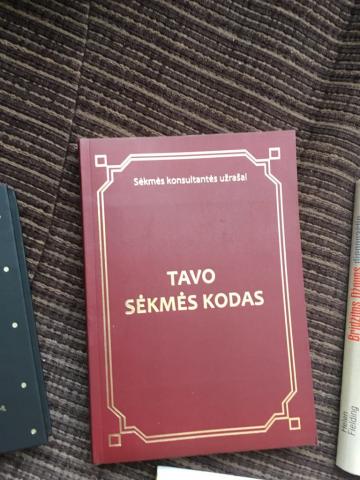 Sėkmės konsultantės užrašai
TAVO
SĖKMĖS KODAS
Helen
Fielding